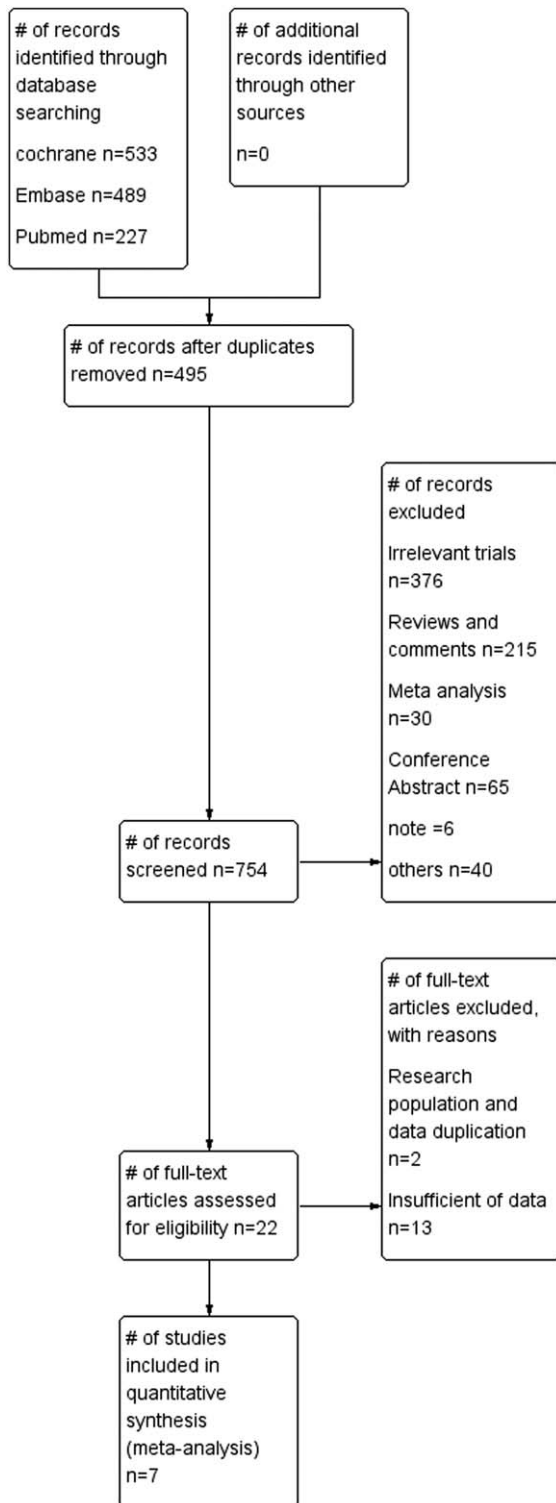 # of records
identified through
database
searching
cochrane n=533
Embase n=489
Pubmed n=227
# of additional
records identified
through other
sources
n=0
# of records after duplicates
removed n=495
# of records
excluded
Irrelevant trials
n=376
Reviews and
comments n=215
Meta analysis
n=30
Conference
Abstract n=65
note =6
others n=40
# of records
screened n=754
# of full-text
articles excluded,
with reasons
Research
population and
data duplication
n=2
Insufficient of data
n=13
# of full-text
articles assessed
for eligibility n=22
# of studies
included in
quantitative
synthesis
(meta-analysis)
n=7